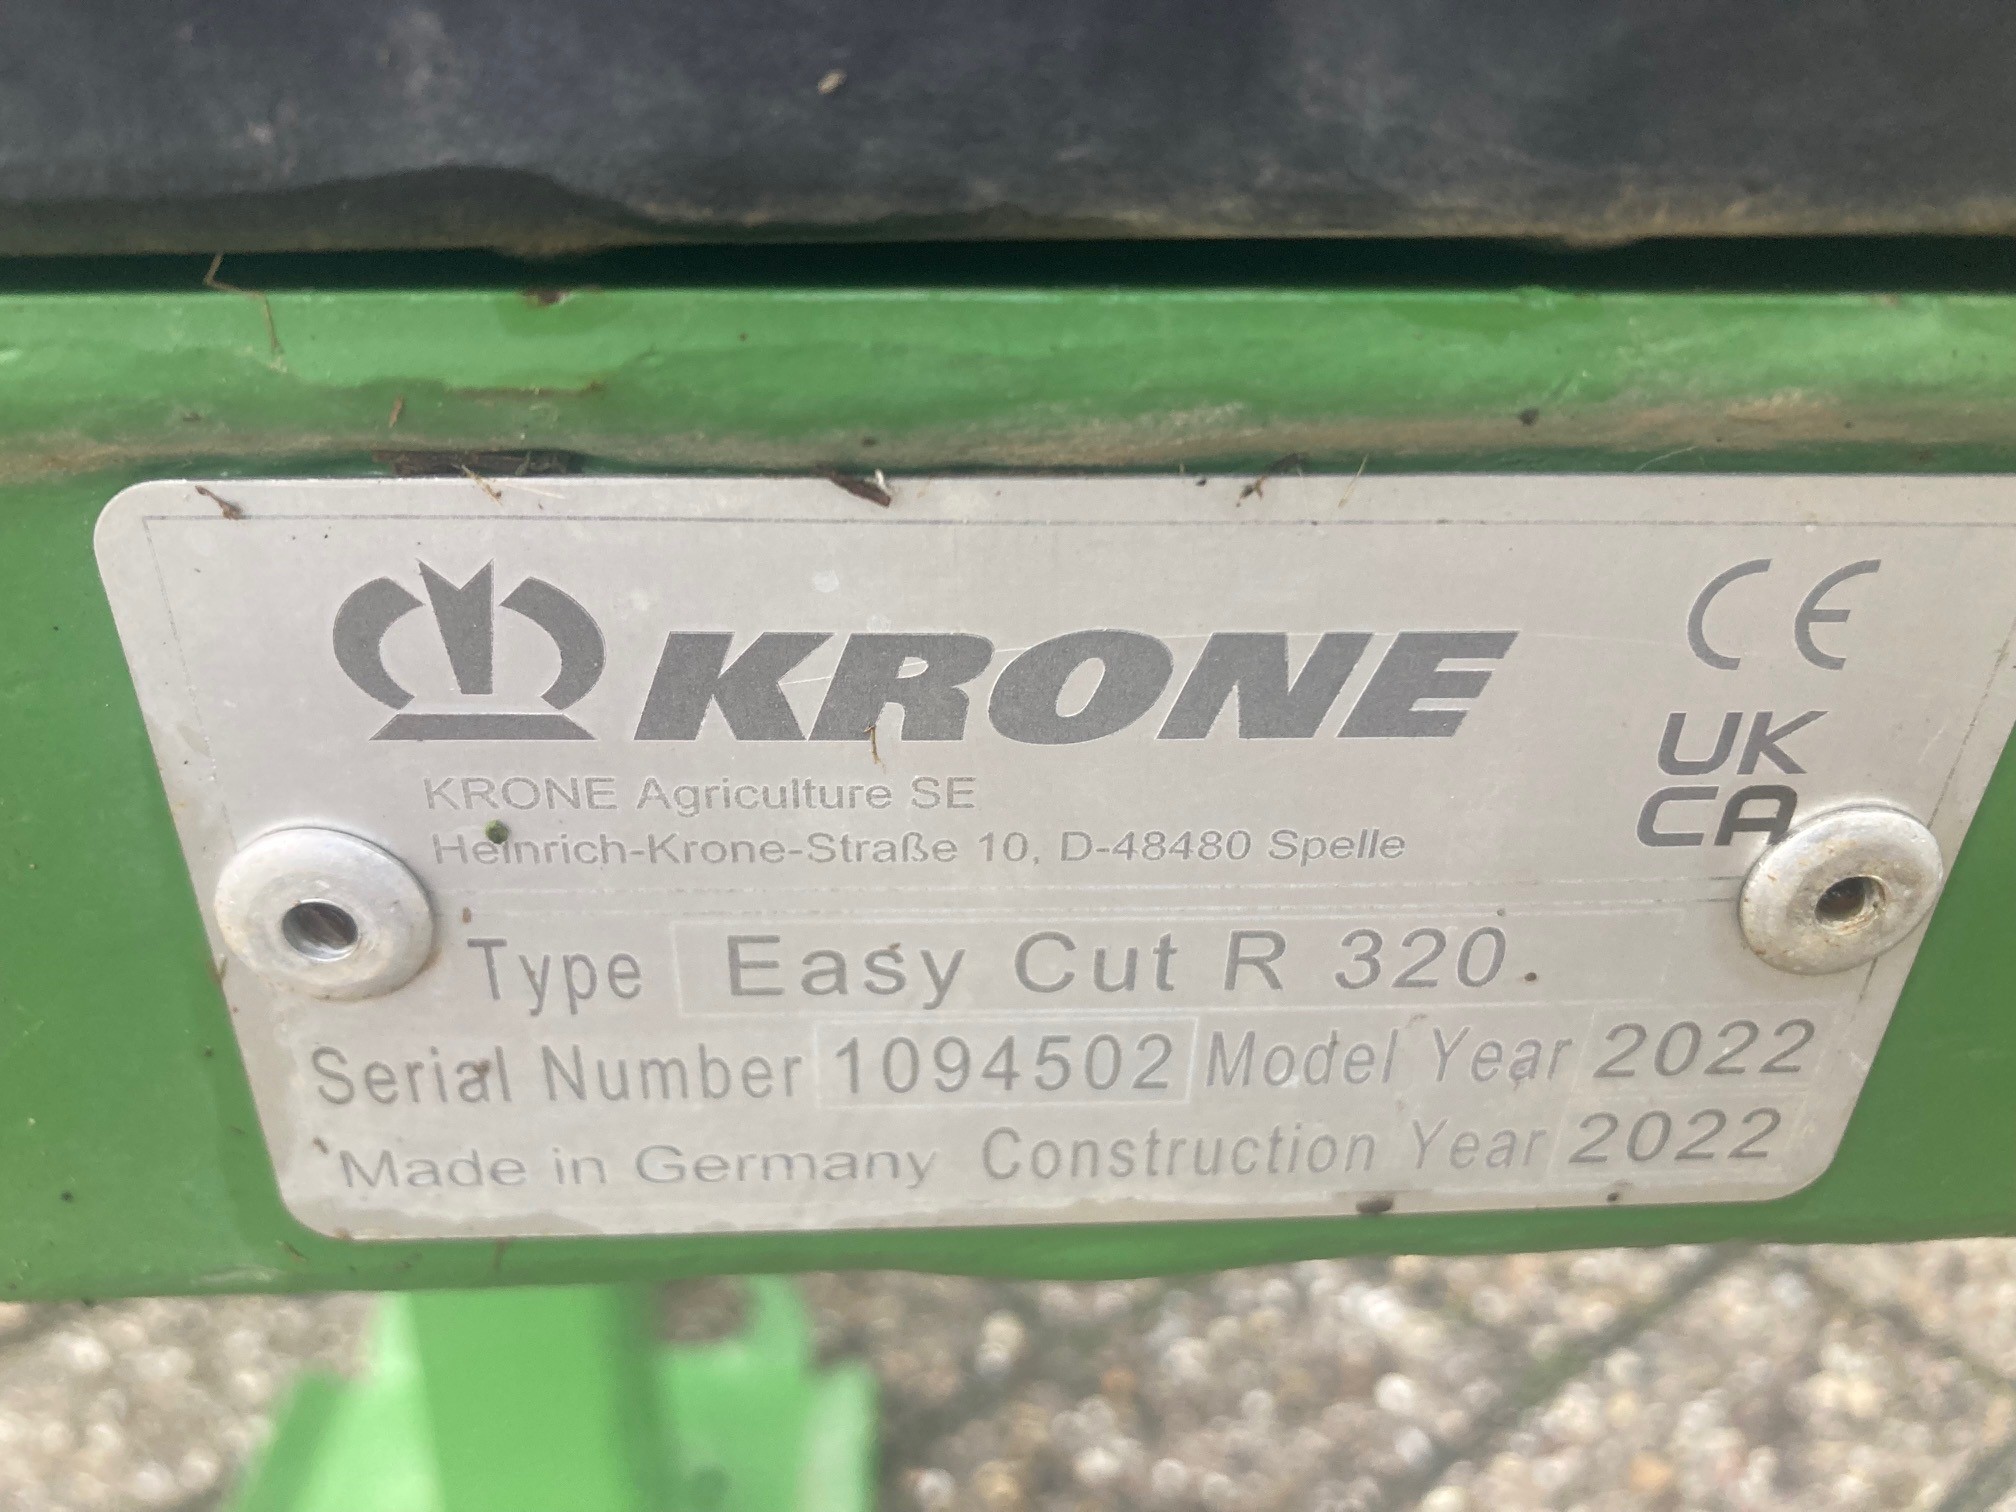 KRONE
CE
UK
CA
KRONE Agriculture SE
Heinrich-Krone-Straße 10, D-48480 Spelle
Type Easy Cut R 320
Serial Number 1094502 Model Year 2022
Made in Germany Construction Year 2022